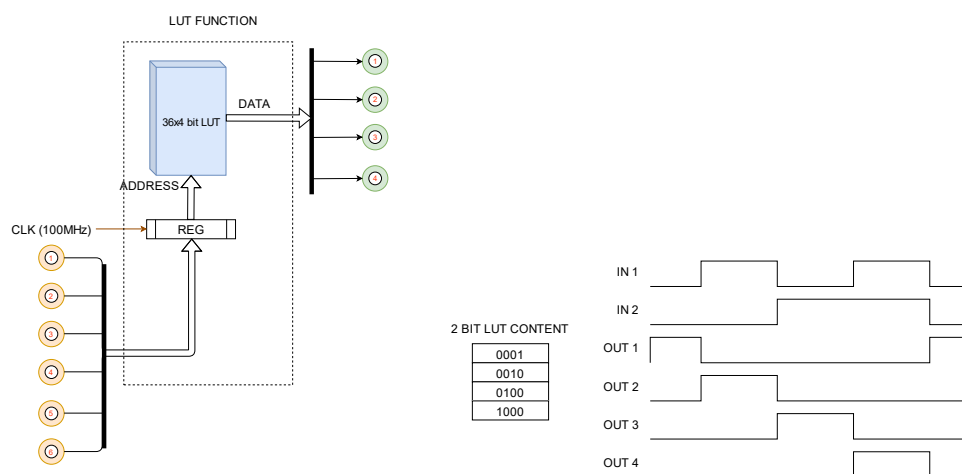 LUT FUNCTION
36x4 bit LUT
DATA
1
2
3
4
ADDRESS
CLK (100MHz)
REG
1
2
3
4
5
6
2 BIT LUT CONTENT
0001
0010
0100
1000
IN 1
IN 2
OUT 1
OUT 2
OUT 3
OUT 4